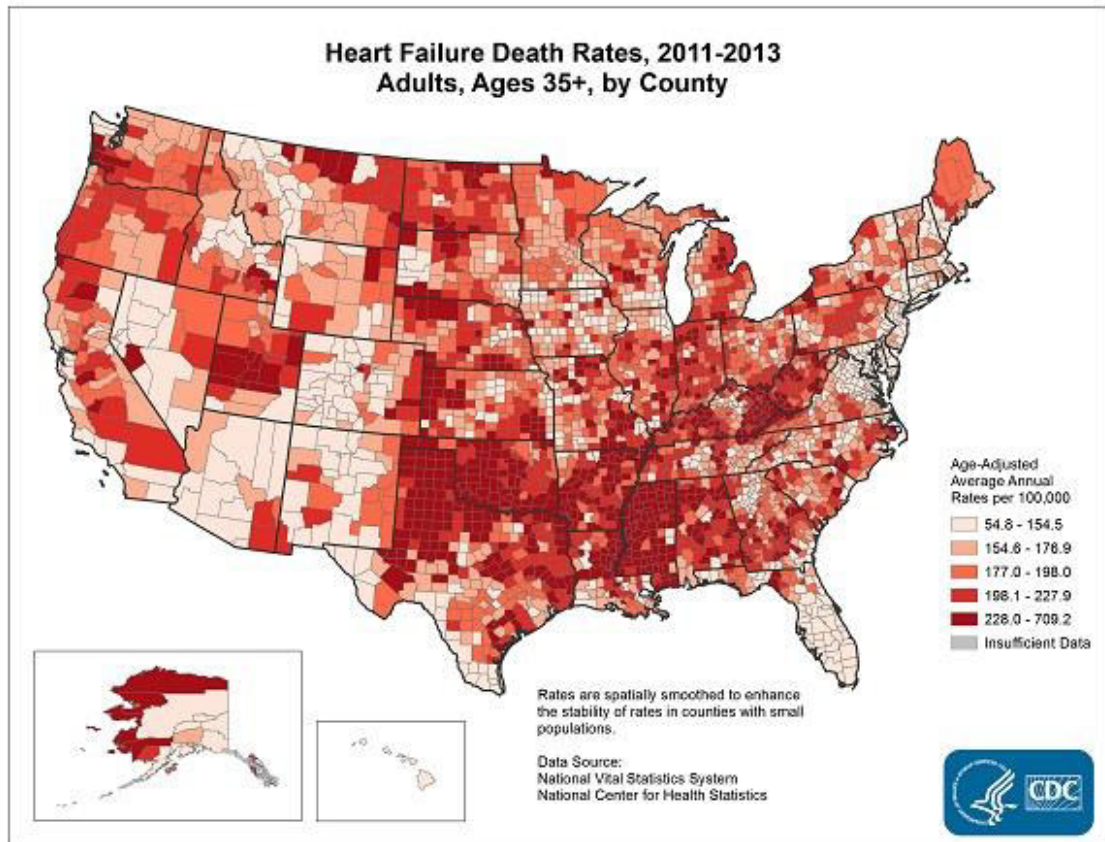 Heart Failure Death Rates, 2011-2013
Adults, Ages 35+, by County
Age-Adjusted
Average Annual
Rates per 100,000
54.8 - 154.5
154.6 - 176.9
177.0 - 198.0
198.1 - 227.9
228.0 - 709.2
Insufficient Data
Rates are spatially smoothed to enhance
the stability of rates in counties with small
populations.
Data Source:
National Vital Statistics System
National Center for Health Statistics
CDC